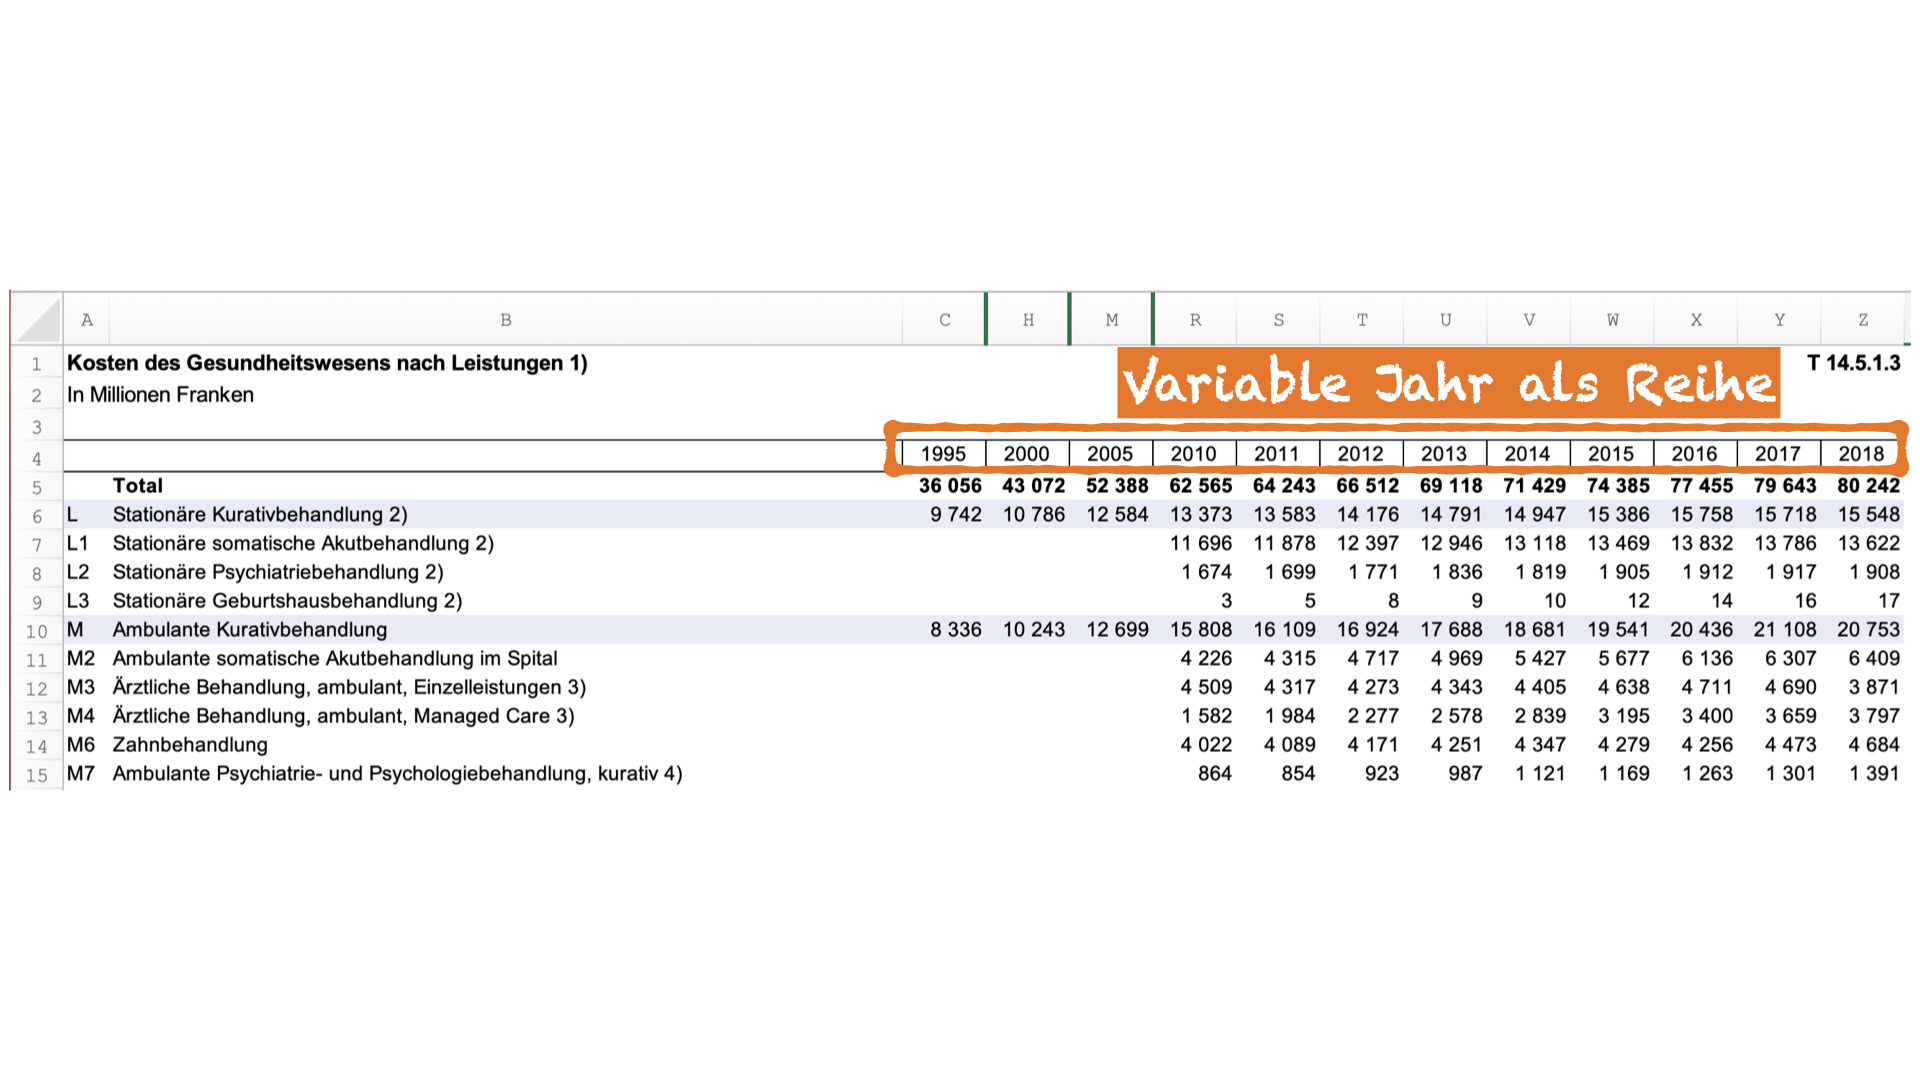 A B C H M R S T U V W X Y Z
1 Kosten des Gesundheitswesens nach Leistungen 1) T 14.5.1.3
Variable Jahr als Reihe
2 In Millionen Franken
3
4 1995 2000 2005 2010 2011 2012 2013 2014 2015 2016 2017 2018
5 Total 36 056 43 072 52 388 62 565 64 243 66 512 69 118 71 429 74 385 77 455 79 643 80 242
6 L Stationäre Kurativbehandlung 2) 9 742 10 786 12 584 13 373 13 583 14 176 14 791 14 947 15 386 15 758 15 718 15 548
7 L1 Stationäre somatische Akutbehandlung 2) 11 696 11 878 12 397 12 946 13 118 13 469 13 832 13 786 13 622
8 L2 Stationäre Psychiatriebehandlung 2) 1 674 1 699 1 771 1 836 1 819 1 905 1 912 1 917 1 908
9 L3 Stationäre Geburtshausbehandlung 2) 3 5 8 9 10 12 14 16 17
10 M Ambulante Kurativbehandlung 8 336 10 243 12 699 15 808 16 109 16 924 17 688 18 681 19 541 20 436 21 108 20 753
11 M2 Ambulante somatische Akutbehandlung im Spital 4 226 4 315 4 717 4 969 5 427 5 677 6 136 6 307 6 409
12 M3 Ärztliche Behandlung, ambulant, Einzelleistungen 3) 4 509 4 317 4 273 4 343 4 405 4 638 4 711 4 690 3 871
13 M4 Ärztliche Behandlung, ambulant, Managed Care 3) 1 582 1 984 2 277 2 578 2 839 3 195 3 400 3 659 3 797
14 M6 Zahnbehandlung 4 022 4 089 4 171 4 251 4 347 4 279 4 256 4 473 4 684
15 M7 Ambulante Psychiatrie- und Psychologiebehandlung, kurativ 4) 864 854 923 987 1 121 1 169 1 263 1 301 1 391